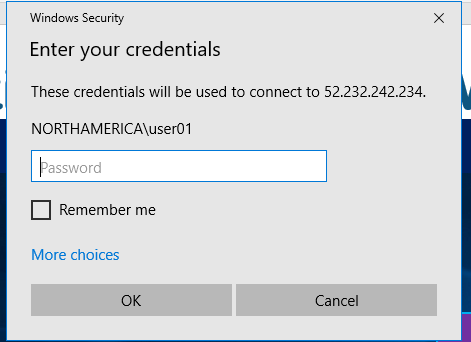 Windows Security
Enter your credentials
These credentials will be used to connect to 52.232.242.234.
NORTHAMERICA\user01
Password
Remember me
More choices
OK
Cancel